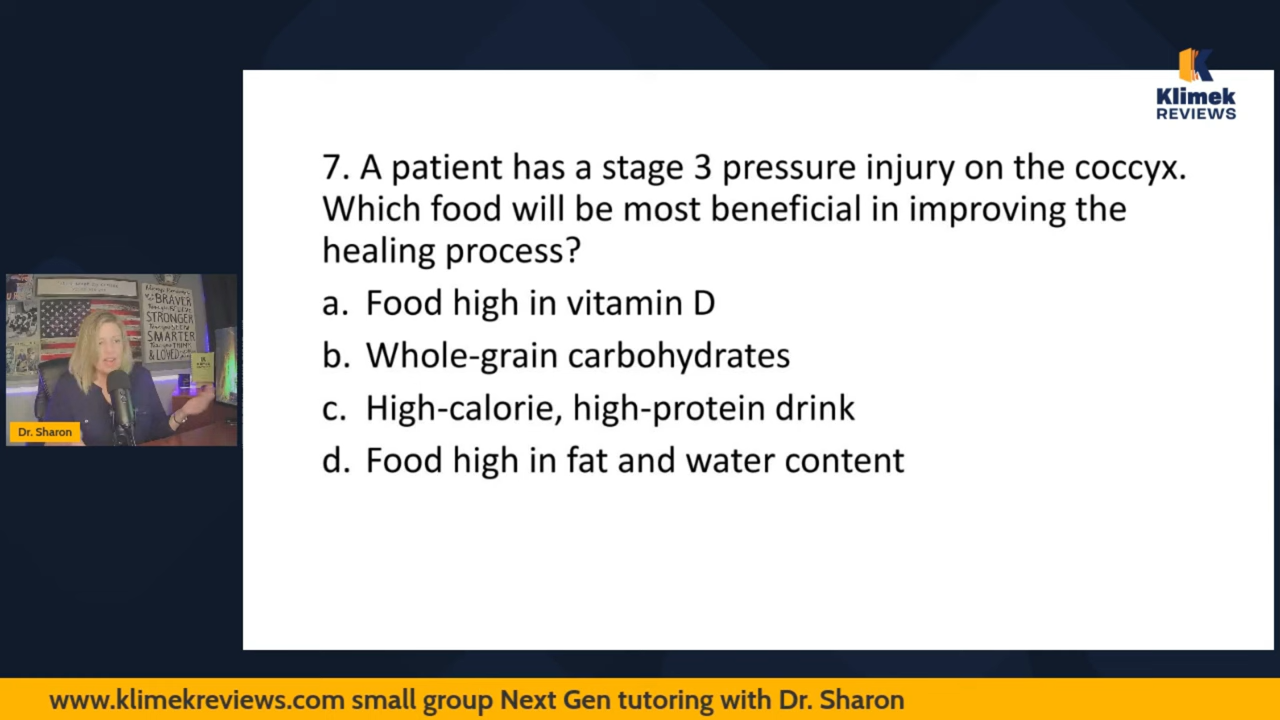 Klimek
REVIEWS
7. A patient has a stage 3 pressure injury on the coccyx.
Which food will be most beneficial in improving the
healing process?
a. Food high in vitamin D
b. Whole-grain carbohydrates
c. High-calorie, high-protein drink
d. Food high in fat and water content
BRAVER
STRONGER
SMARTER
& LOVED
Dr. Sharon
www.klimekreviews.com small group Next Gen tutoring with Dr. Sharon